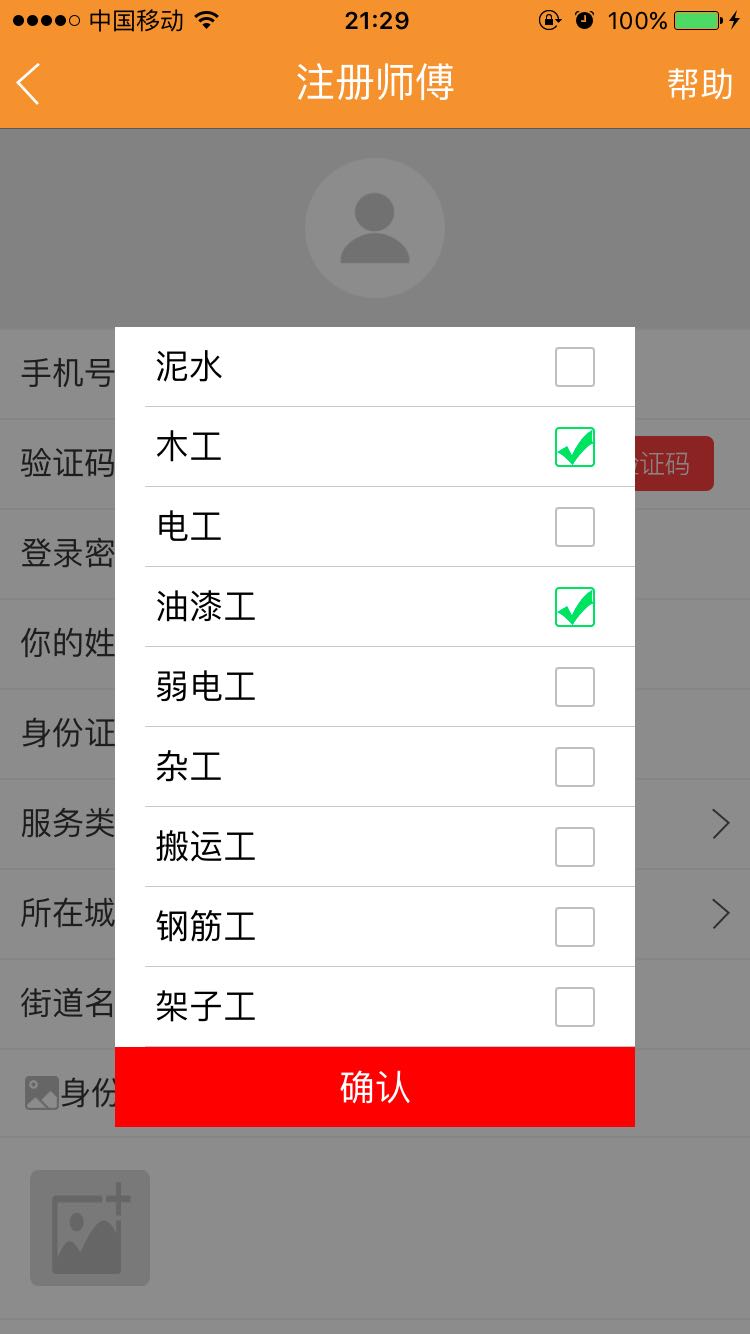 中国移动 21:29 100%
注册师傅 帮助
手机号
泥水
木工
验证码 验证码
电工
登录密
油漆工
你的姓
弱电工
身份证
杂工
服务类
搬运工
所在城
钢筋工
街道名
架子工
身份
确认